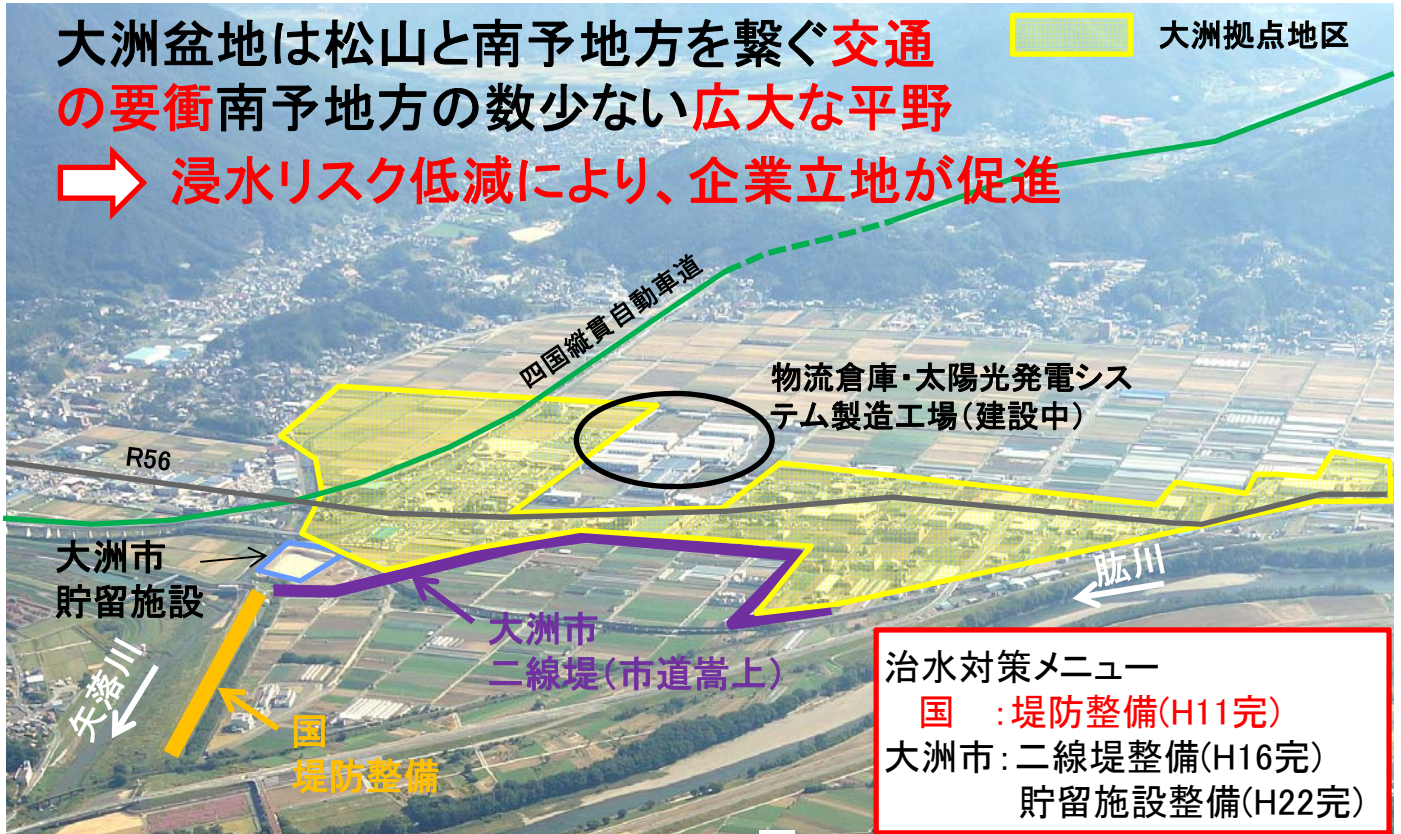 大洲盆地は松山と南予地方を繋ぐ交通
の要衝南予地方の数少ない広大な平野
浸水リスク低減により、企業立地が促進
大洲拠点地区
四国縦貫自動車道
物流倉庫・太陽光発電シス
テム製造工場(建設中)
R56
大洲市
貯留施設
肱川
大洲市
二線堤(市道嵩上)
矢落川
国
堤防整備
治水対策メニュー
国 :堤防整備(H11完)
大洲市:二線堤整備(H16完)
貯留施設整備(H22完)